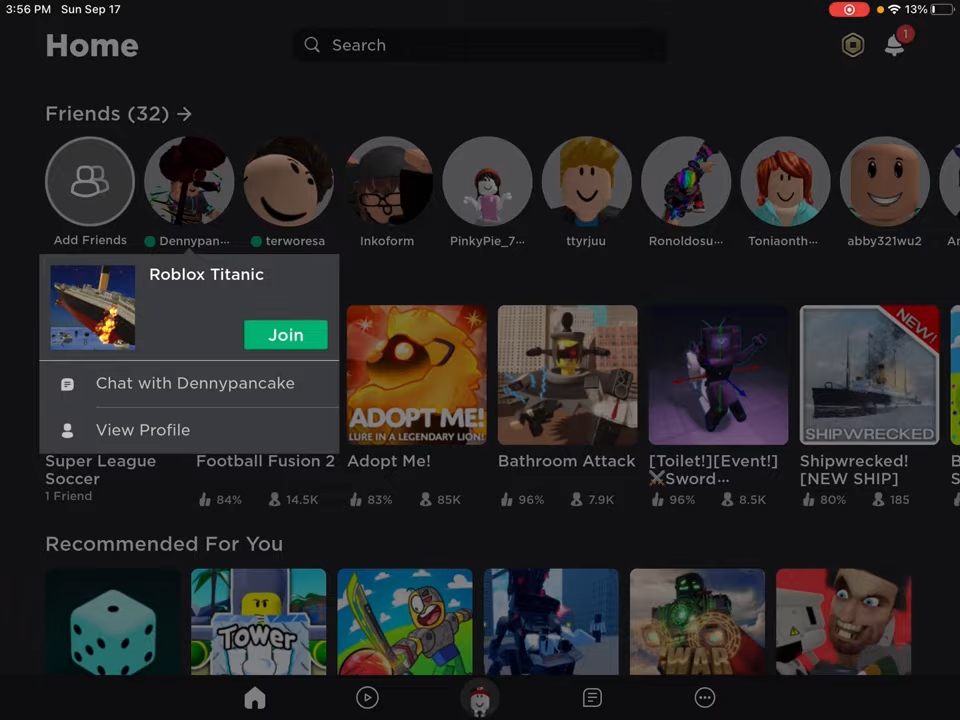 3:56 PM Sun Sep 17
13%
Home
Search
1
Friends (32)
Add Friends
Dennypan...
terworesa
Inkoform
PinkyPie_7...
ttyrjuu
Ronoldosu...
Toniaonth...
abby321wu2
Roblox Titanic
Join
Chat with Dennypancake
View Profile
ADOPT ME!
LURE IN A LEGENDARY LION!
NEW!
SHIPWRECKED
Super League
Soccer
1 Friend
Football Fusion 2
84% 14.5K
Adopt Me!
83% 85K
Bathroom Attack
96% 7.9K
[Toilet!][Event!]
⚔️Sword...
96% 8.5K
Shipwrecked!
[NEW SHIP]
80% 185
Recommended For You
TOWER
WAR